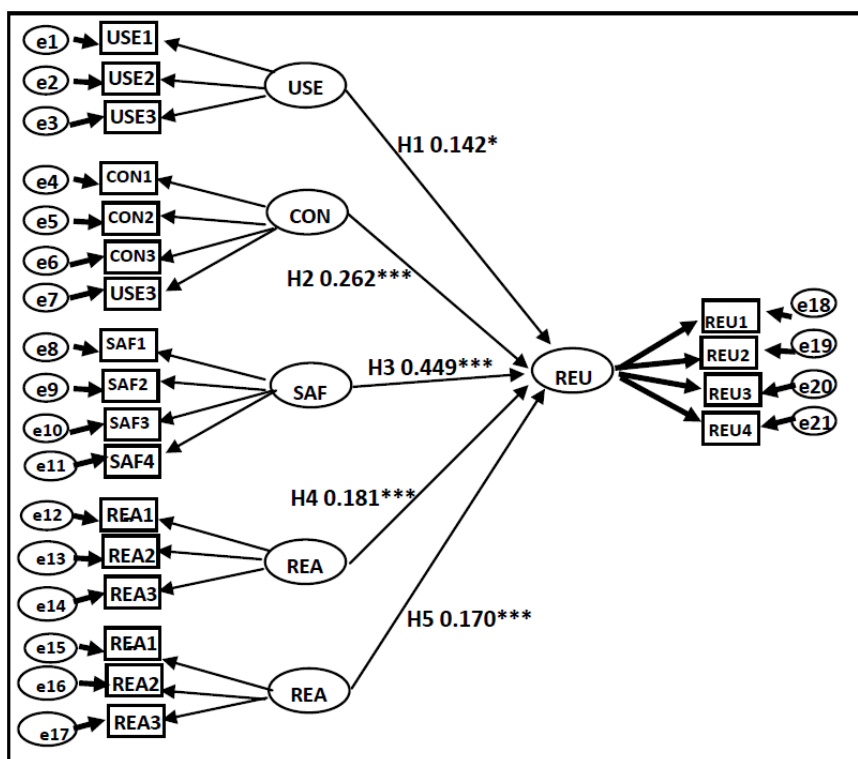 e1 USE1
e2 USE2
e3 USE3
USE
H1 0.142*
e4 CON1
e5 CON2
e6 CON3
e7 USE3
CON
H2 0.262***
e8 SAF1
e9 SAF2
e10 SAF3
e11 SAF4
SAF
H3 0.449***
e12 REA1
e13 REA2
e14 REA3
REA
H4 0.181***
e15 REA1
e16 REA2
e17 REA3
REA
H5 0.170***
REU
REU1 e18
REU2 e19
REU3 e20
REU4 e21